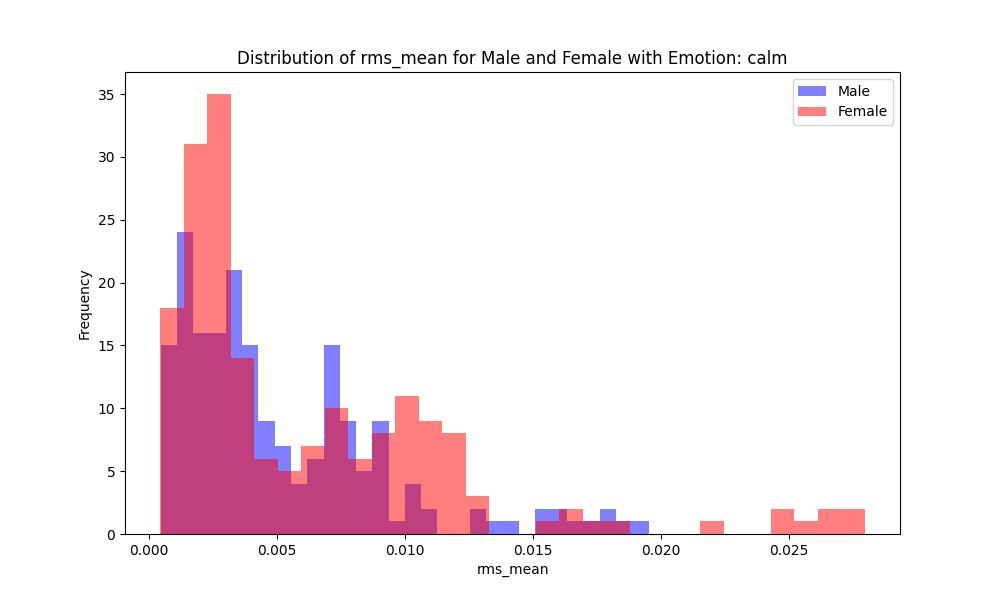 Distribution of rms_mean for Male and Female with Emotion: calm
Male
Female
Frequency
35
30
25
20
15
10
5
0
0.000 0.005 0.010 0.015 0.020 0.025
rms_mean